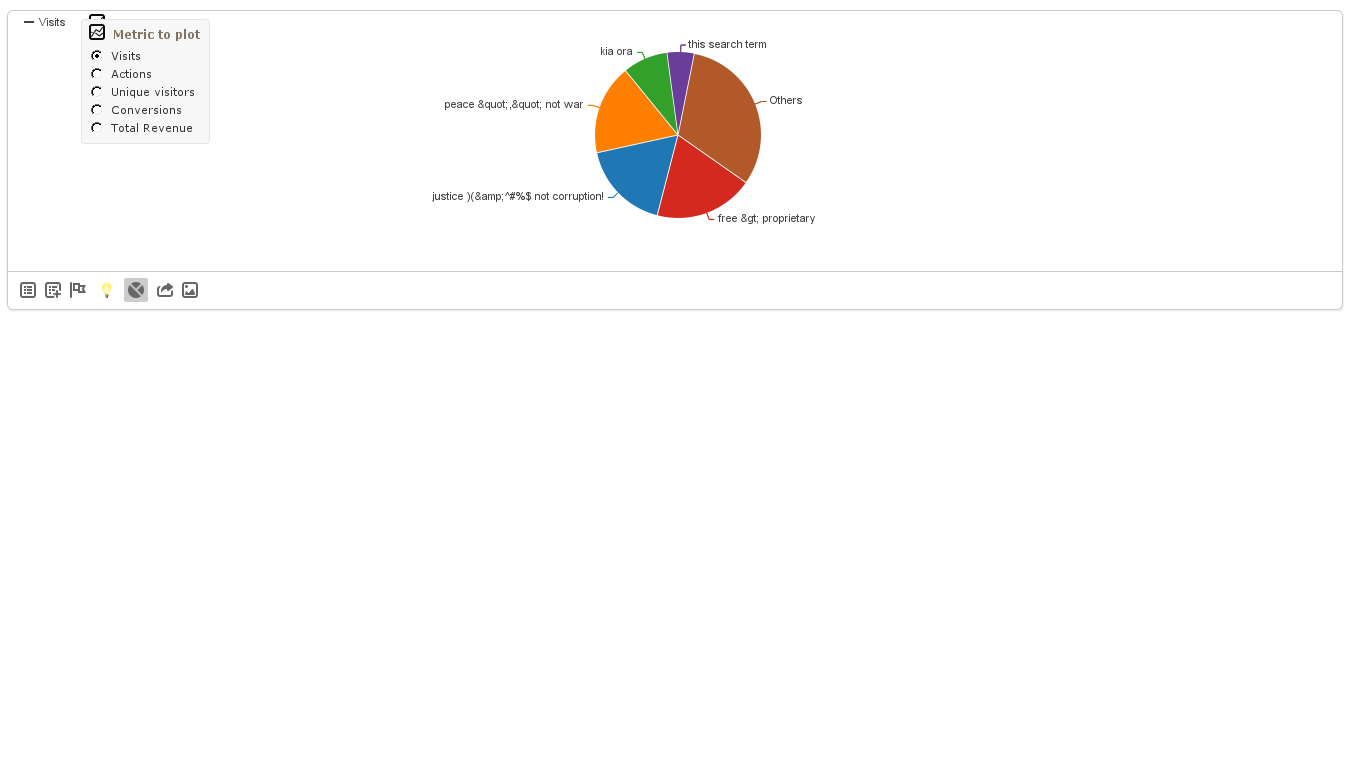 Visits
Metric to plot
Visits
Actions
Unique visitors
Conversions
Total Revenue
this search term
kia ora
Others
peace &quot;,&quot; not war
justice )(&amp;^#%$ not corruption!
free &gt; proprietary